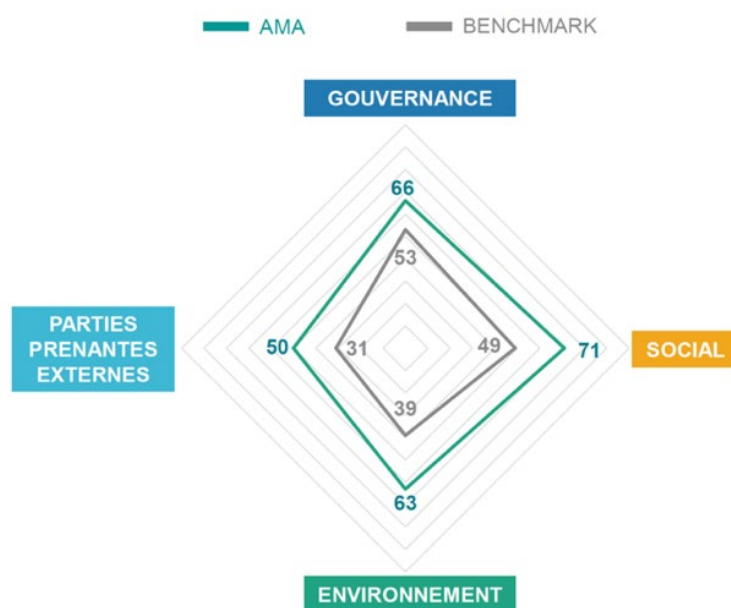 AMA
BENCHMARK
GOUVERNANCE
66
53
PARTIES
PRENANTES
EXTERNES
50
31
49
71
SOCIAL
39
63
ENVIRONNEMENT